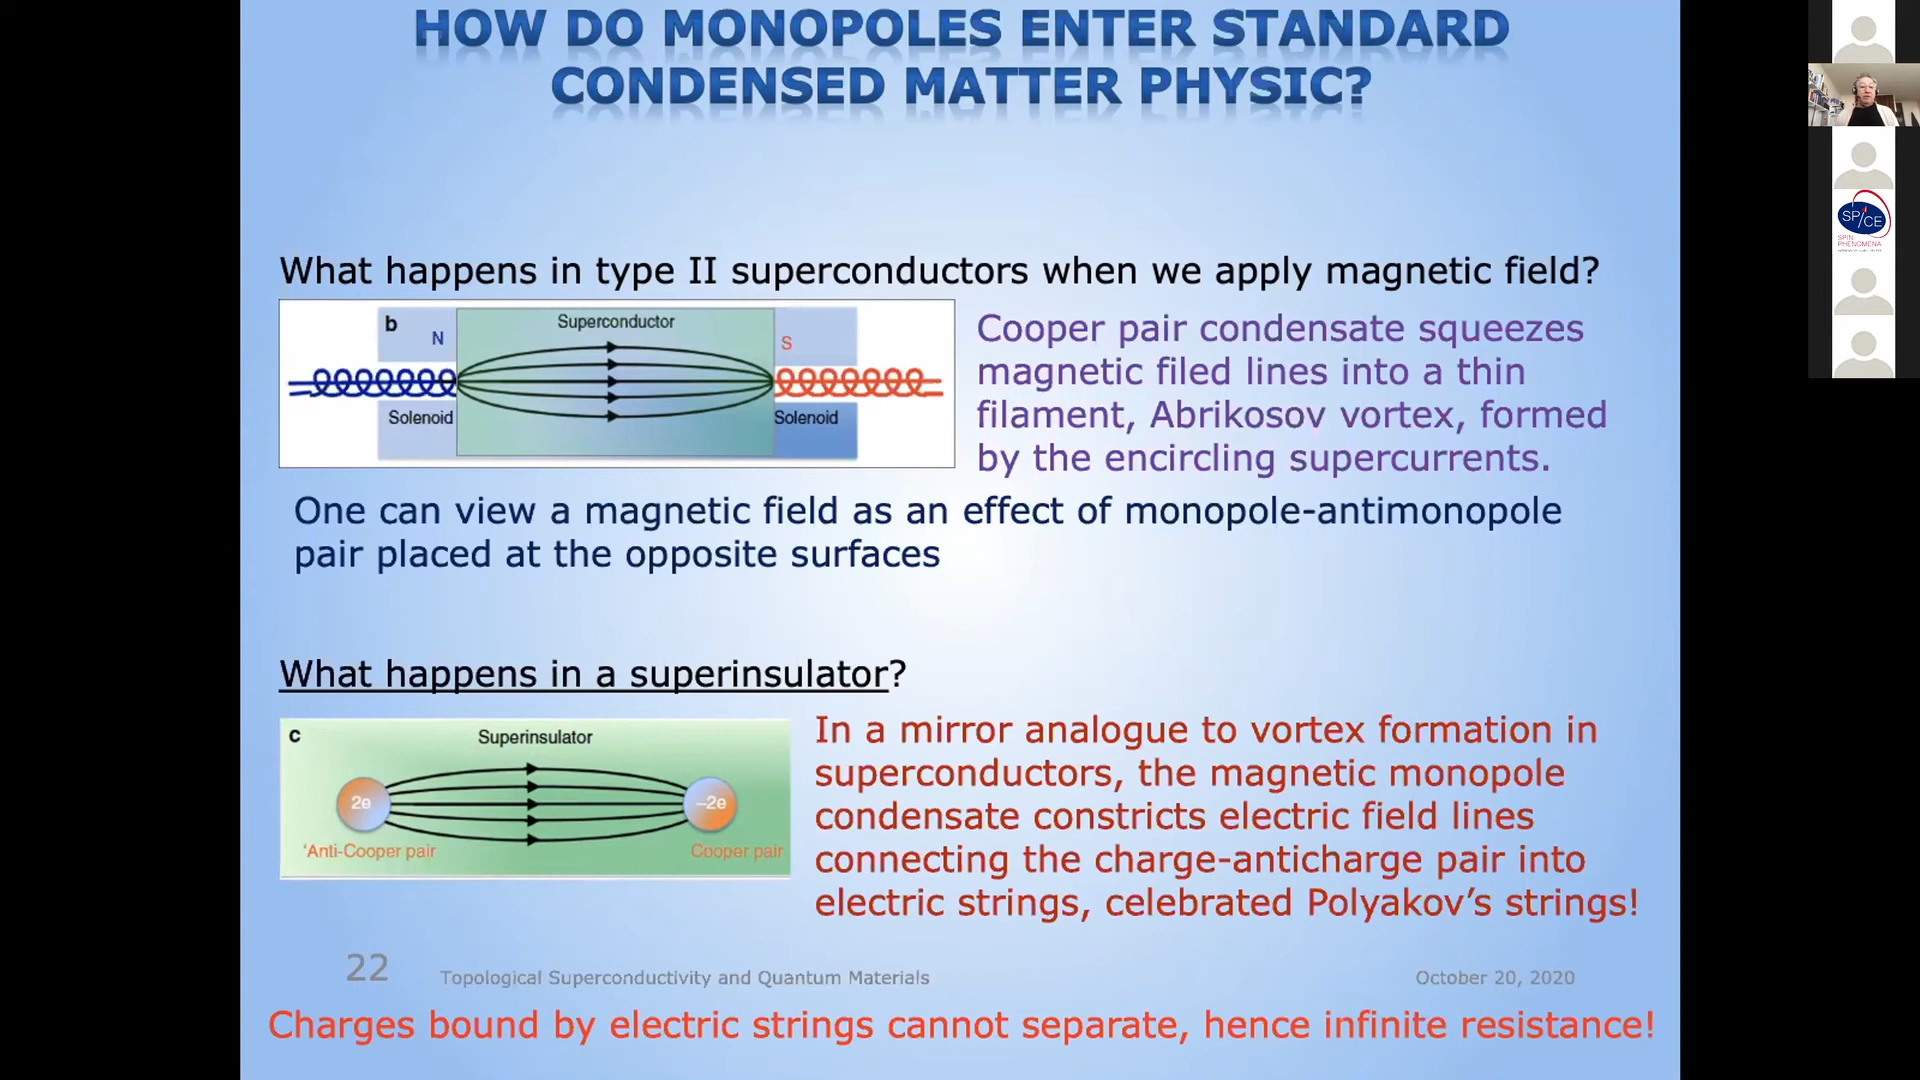 HOW DO MONOPOLES ENTER STANDARD
CONDENSED MATTER PHYSIC?
What happens in type II superconductors when we apply magnetic field?
b
N
Superconductor
S
Solenoid
Solenoid
Cooper pair condensate squeezes
magnetic filed lines into a thin
filament, Abrikosov vortex, formed
by the encircling supercurrents.
One can view a magnetic field as an effect of monopole-antimonopole
pair placed at the opposite surfaces
What happens in a superinsulator?
c
Superinsulator
2e
–2e
'Anti-Cooper pair
Cooper pair
In a mirror analogue to vortex formation in
superconductors, the magnetic monopole
condensate constricts electric field lines
connecting the charge-anticharge pair into
electric strings, celebrated Polyakov’s strings!
22
Topological Superconductivity and Quantum Materials
October 20, 2020
Charges bound by electric strings cannot separate, hence infinite resistance!
SP/CE
SPIN
PHENOMENA